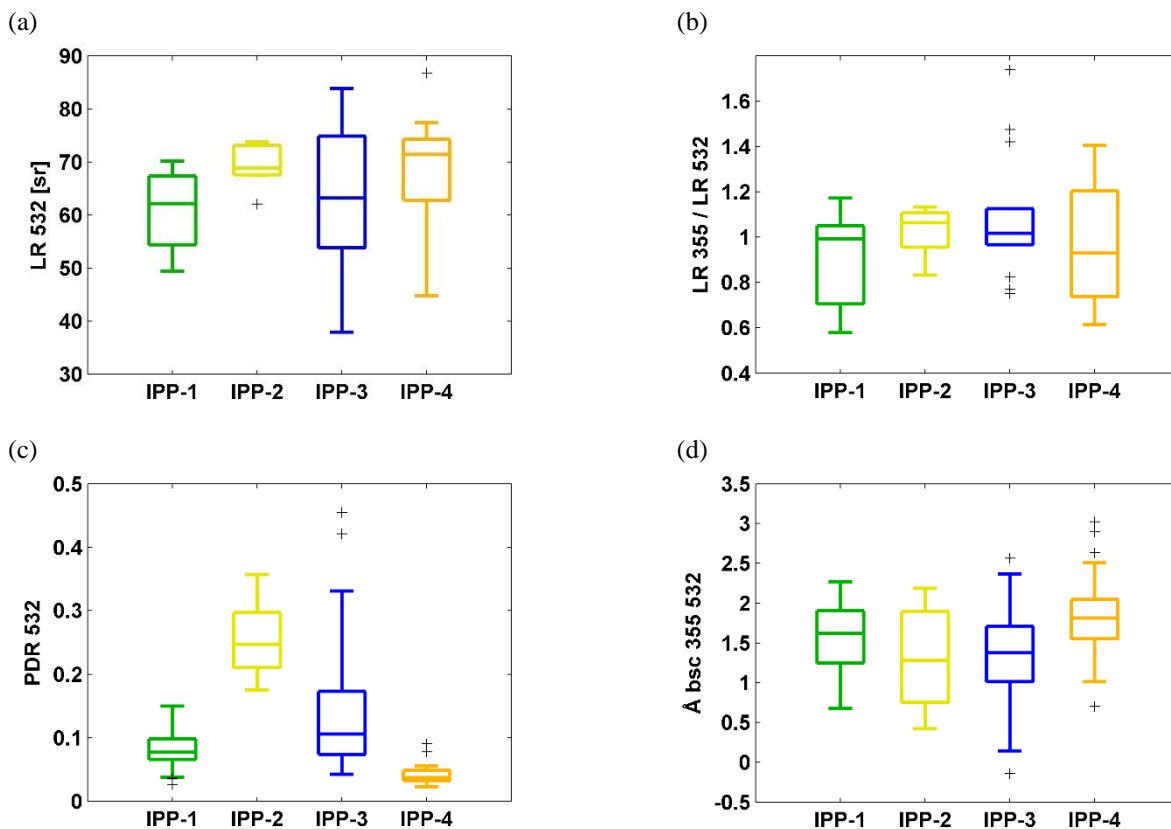 (a)
90
80
70
60
50
40
30
LR 532 [sr]
IPP-1 IPP-2 IPP-3 IPP-4
(b)
1.6
1.4
1.2
1
0.8
0.6
0.4
LR 355 / LR 532
IPP-1 IPP-2 IPP-3 IPP-4
(c)
0.5
0.4
0.3
0.2
0.1
0
PDR 532
IPP-1 IPP-2 IPP-3 IPP-4
(d)
3.5
3
2.5
2
1.5
1
0.5
0
-0.5
Å bsc 355 532
IPP-1 IPP-2 IPP-3 IPP-4